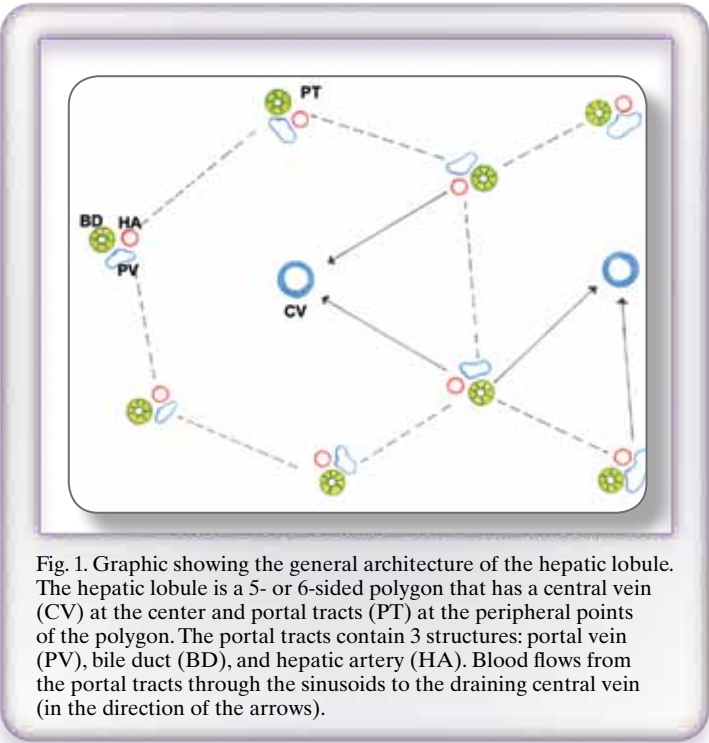 PT
BD HA
PV
CV
Fig. 1. Graphic showing the general architecture of the hepatic lobule.
The hepatic lobule is a 5- or 6-sided polygon that has a central vein
(CV) at the center and portal tracts (PT) at the peripheral points
of the polygon. The portal tracts contain 3 structures: portal vein
(PV), bile duct (BD), and hepatic artery (HA). Blood flows from
the portal tracts through the sinusoids to the draining central vein
(in the direction of the arrows).